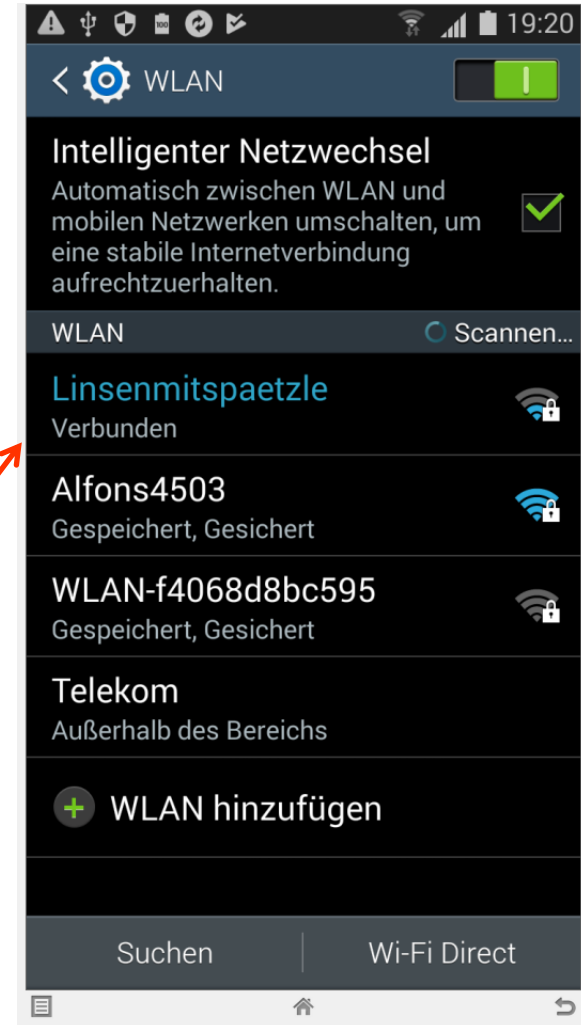 19:20
WLAN
Intelligenter Netzwechsel
Automatisch zwischen WLAN und
mobilen Netzwerken umschalten, um
eine stabile Internetverbindung
aufrechtzuerhalten.
WLAN Scannen...
Linsenmitspaetzle
Verbunden
Alfons4503
Gespeichert, Gesichert
WLAN-f4068d8bc595
Gespeichert, Gesichert
Telekom
Außerhalb des Bereichs
WLAN hinzufügen
Suchen Wi-Fi Direct